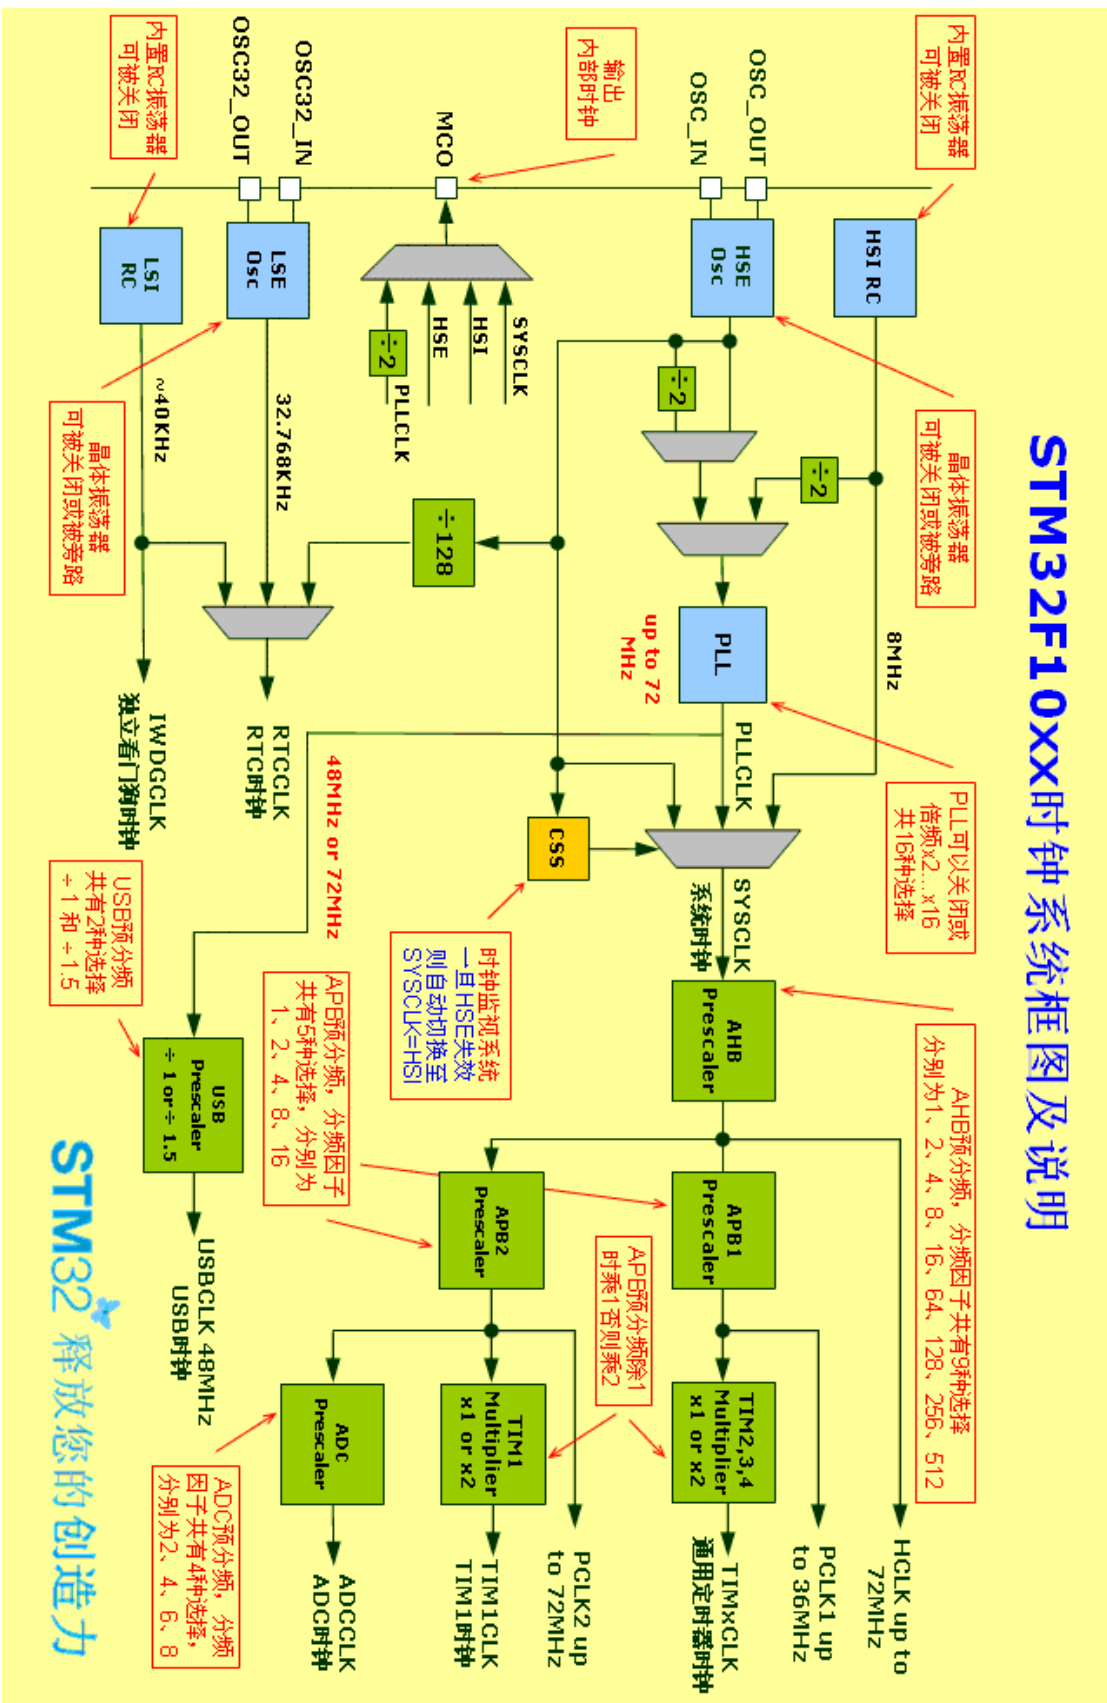 STM32F10xx时钟系统框图及说明
内置RC振荡器
可被关闭
HSI RC
晶体振荡器
可被关闭或被旁路
8MHz
PLL可以关闭或
倍频x2...x16
共16种选择
AHB预分频，分频因子共有9种选择
分别为1、2、4、8、16、64、128、256、512
HCLK up to
72MHz
OSC_OUT
OSC_IN
HSE
Osc
÷2
÷2
PLL
up to 72
MHz
PLLCLK
SYSCLK
系统时钟
AHB
Prescaler
APB1
Prescaler
PCLK1 up
to 36MHz
TIM2,3,4
Multiplier
x1 or x2
TIMxCLK
通用定时器时钟
输出
内部时钟
CSS
时钟监视系统
一旦HSE失效
则自动切换至
SYSCLK=HSI
APB预分频除1
时乘1否则乘2
MCO
SYSCLK
HSI
HSE
÷2
PLLCLK
÷128
APB2
Prescaler
PCLK2 up
to 72MHz
TIM1
Multiplier
x1 or x2
TIM1CLK
TIM1时钟
APB预分频，分频因子
共有5种选择，分别为
1、2、4、8、16
OSC32_IN
OSC32_OUT
LSE
Osc
32.768KHz
RTCCLK
RTC时钟
48MHz or 72MHz
ADC
Prescaler
ADCCLK
ADC时钟
内置RC振荡器
可被关闭
LSI
RC
~40KHz
IWDGCLK
独立看门狗时钟
USB
Prescaler
÷ 1 or ÷ 1.5
USBCLK 48MHz
USB时钟
晶体振荡器
可被关闭或被旁路
USB预分频
共有2种选择
÷ 1 和 ÷ 1.5
ADC预分频，分频
因子共有4种选择，
分别为2、4、6、8
STM32 释放您的创造力